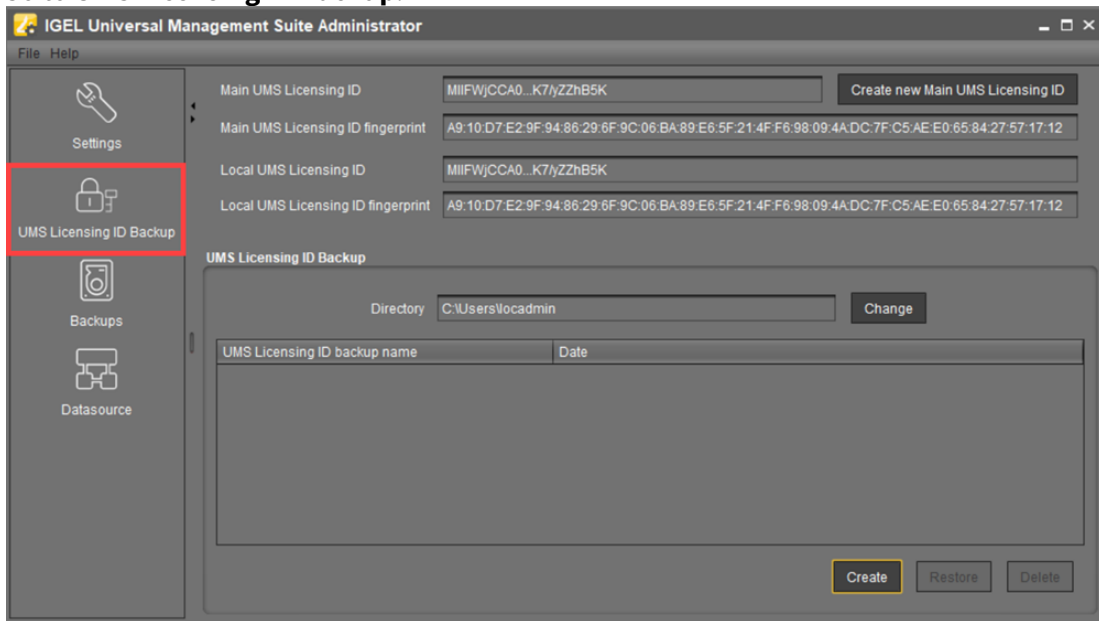 IGEL Universal Management Suite Administrator
File Help
Settings
UMS Licensing ID Backup
Backups
Datasource
Main UMS Licensing ID MIIFWjCCA0...K7/yZZhB5K Create new Main UMS Licensing ID
Main UMS Licensing ID fingerprint A9:10:D7:E2:9F:94:86:29:6F:9C:06:BA:89:E6:5F:21:4F:F6:98:09:4A:DC:7F:C5:AE:E0:65:84:27:57:17:12
Local UMS Licensing ID MIIFWjCCA0...K7/yZZhB5K
Local UMS Licensing ID fingerprint A9:10:D7:E2:9F:94:86:29:6F:9C:06:BA:89:E6:5F:21:4F:F6:98:09:4A:DC:7F:C5:AE:E0:65:84:27:57:17:12
UMS Licensing ID Backup
Directory C:\Users\locadmin Change
UMS Licensing ID backup name Date
Create Restore Delete